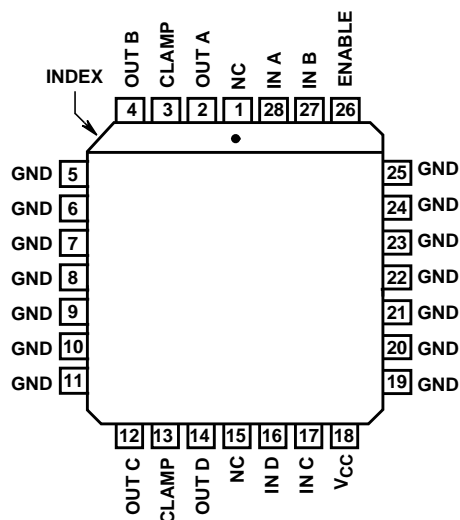 INDEX
OUT B
CLAMP
OUT A
NC
IN A
IN B
ENABLE
4
3
2
1
28
27
26
GND 5
GND 6
GND 7
GND 8
GND 9
GND 10
GND 11
25 GND
24 GND
23 GND
22 GND
21 GND
20 GND
19 GND
12
13
14
15
16
17
18
OUT C
CLAMP
OUT D
NC
IN D
IN C
VCC